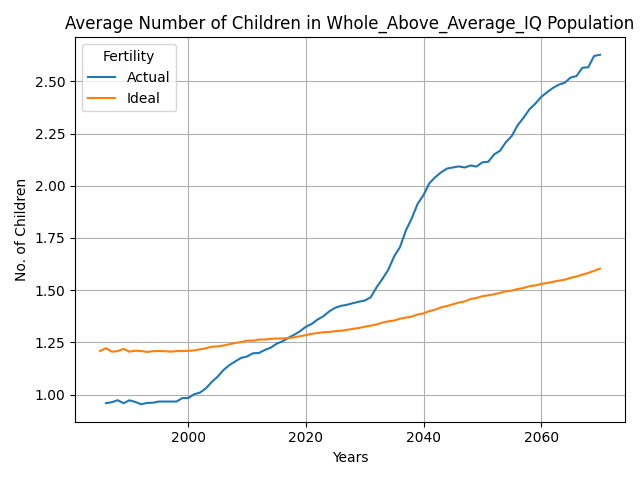 Average Number of Children in Whole_Above_Average_IQ Population
Fertility
Actual
Ideal
2.50
2.25
2.00
1.75
1.50
1.25
1.00
No. of Children
2000 2020 2040 2060
Years